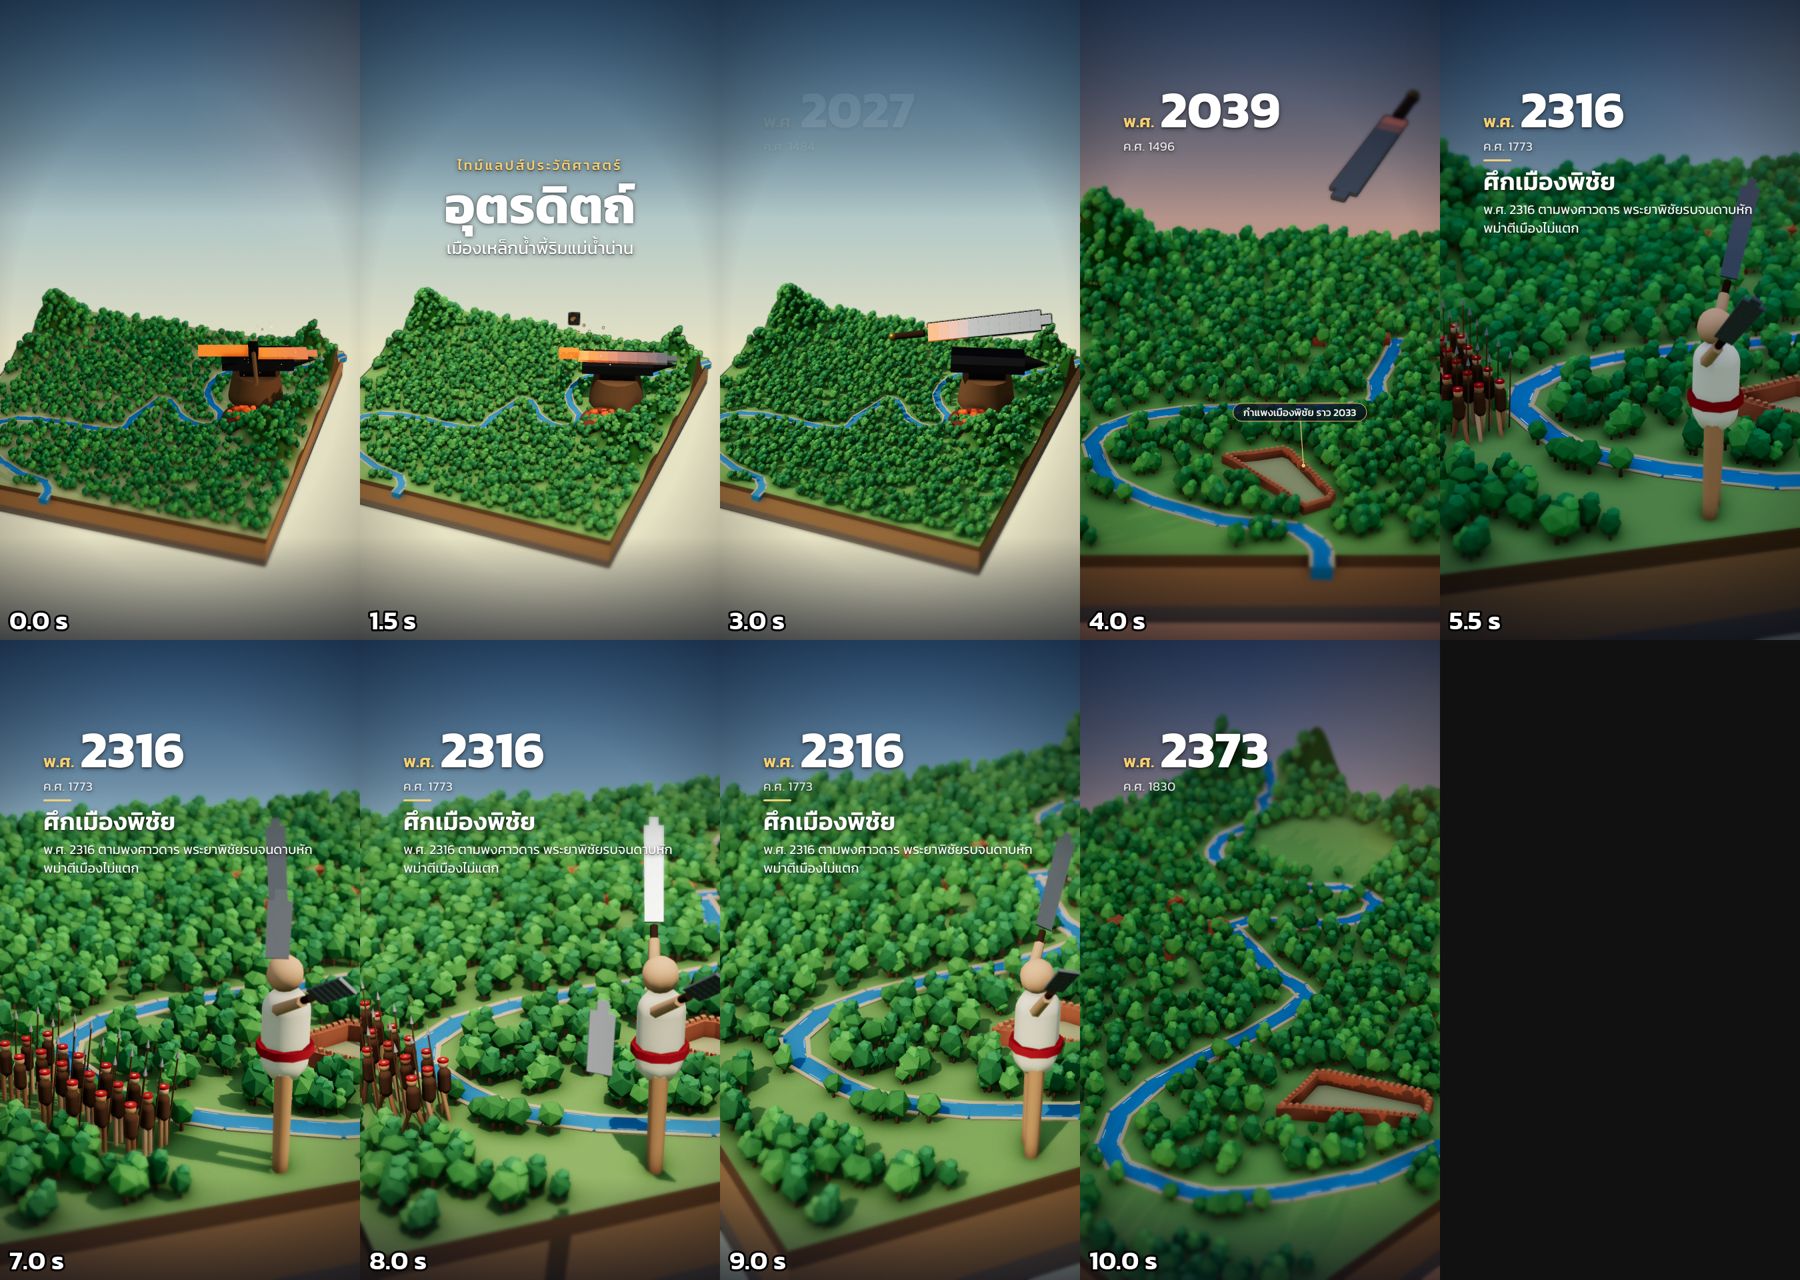 พ.ศ. 2027
ค.ศ. 1484
ไทม์แลปส์ประวัติศาสตร์
อุตรดิตถ์
เมืองเหล็กน้ำพี้ริมแม่น้ำน่าน
พ.ศ. 2039
ค.ศ. 1496
กำแพงเมืองพิชัย ราว 2033
พ.ศ. 2316
ค.ศ. 1773
ศึกเมืองพิชัย
พ.ศ. 2316 ตามพงศาวดาร พระยาพิชัยรบจนดาบหัก
พม่าตีเมืองไม่แตก
0.0 s
1.5 s
3.0 s
4.0 s
5.5 s
พ.ศ. 2316
ค.ศ. 1773
ศึกเมืองพิชัย
พ.ศ. 2316 ตามพงศาวดาร พระยาพิชัยรบจนดาบหัก
พม่าตีเมืองไม่แตก
พ.ศ. 2316
ค.ศ. 1773
ศึกเมืองพิชัย
พ.ศ. 2316 ตามพงศาวดาร พระยาพิชัยรบจนดาบหัก
พม่าตีเมืองไม่แตก
พ.ศ. 2316
ค.ศ. 1773
ศึกเมืองพิชัย
พ.ศ. 2316 ตามพงศาวดาร พระยาพิชัยรบจนดาบหัก
พม่าตีเมืองไม่แตก
พ.ศ. 2373
ค.ศ. 1830
7.0 s
8.0 s
9.0 s
10.0 s